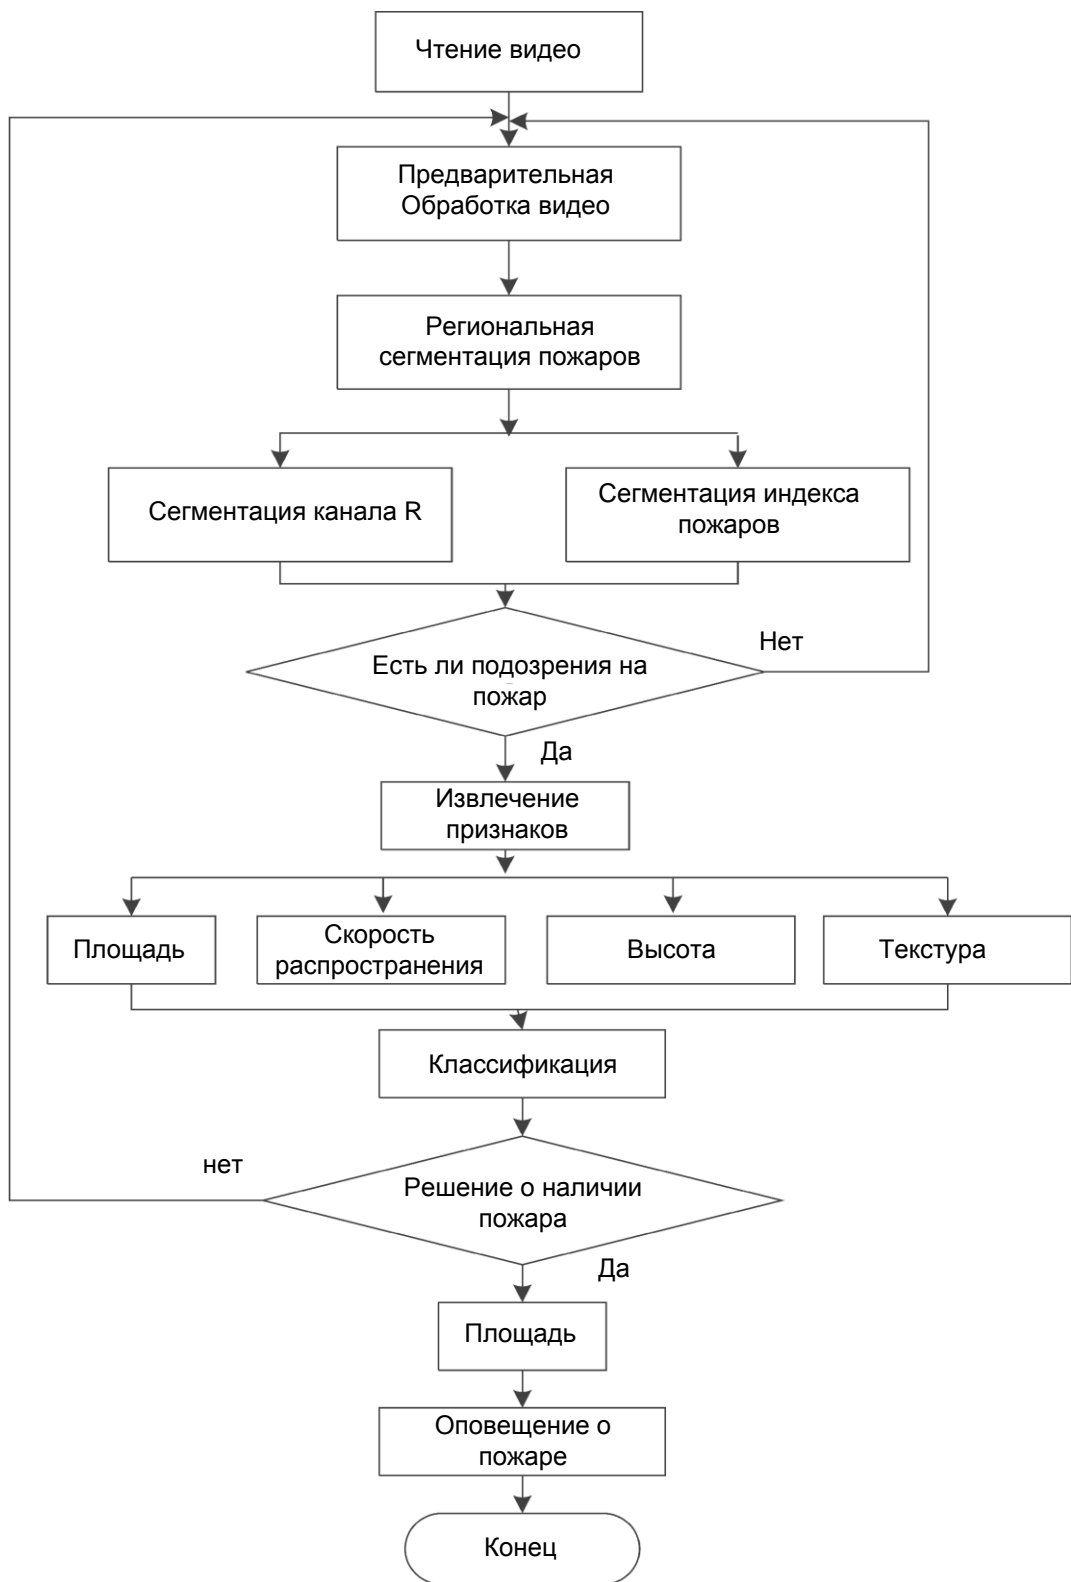 Чтение видео
Предварительная
Обработка видео
Региональная
сегментация пожаров
Сегментация канала R
Сегментация индекса
пожаров
Нет
Есть ли подозрения на
пожар
Да
Извлечение
признаков
Площадь
Скорость
распространения
Высота
Текстура
Классификация
нет
Решение о наличии
пожара
Да
Площадь
Оповещение о
пожаре
Конец